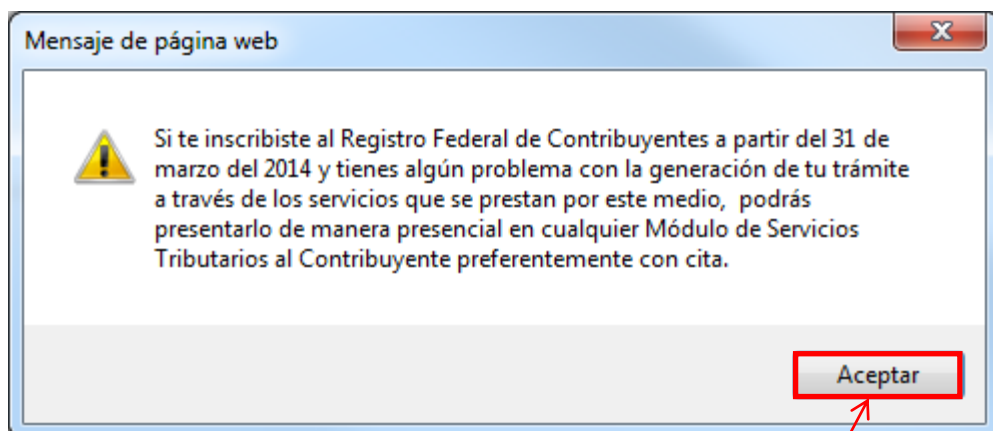 Mensaje de página web
Si te inscribiste al Registro Federal de Contribuyentes a partir del 31 de
marzo del 2014 y tienes algún problema con la generación de tu trámite
a través de los servicios que se prestan por este medio,  podrás
presentarlo de manera presencial en cualquier Módulo de Servicios
Tributarios al Contribuyente preferentemente con cita.
Aceptar